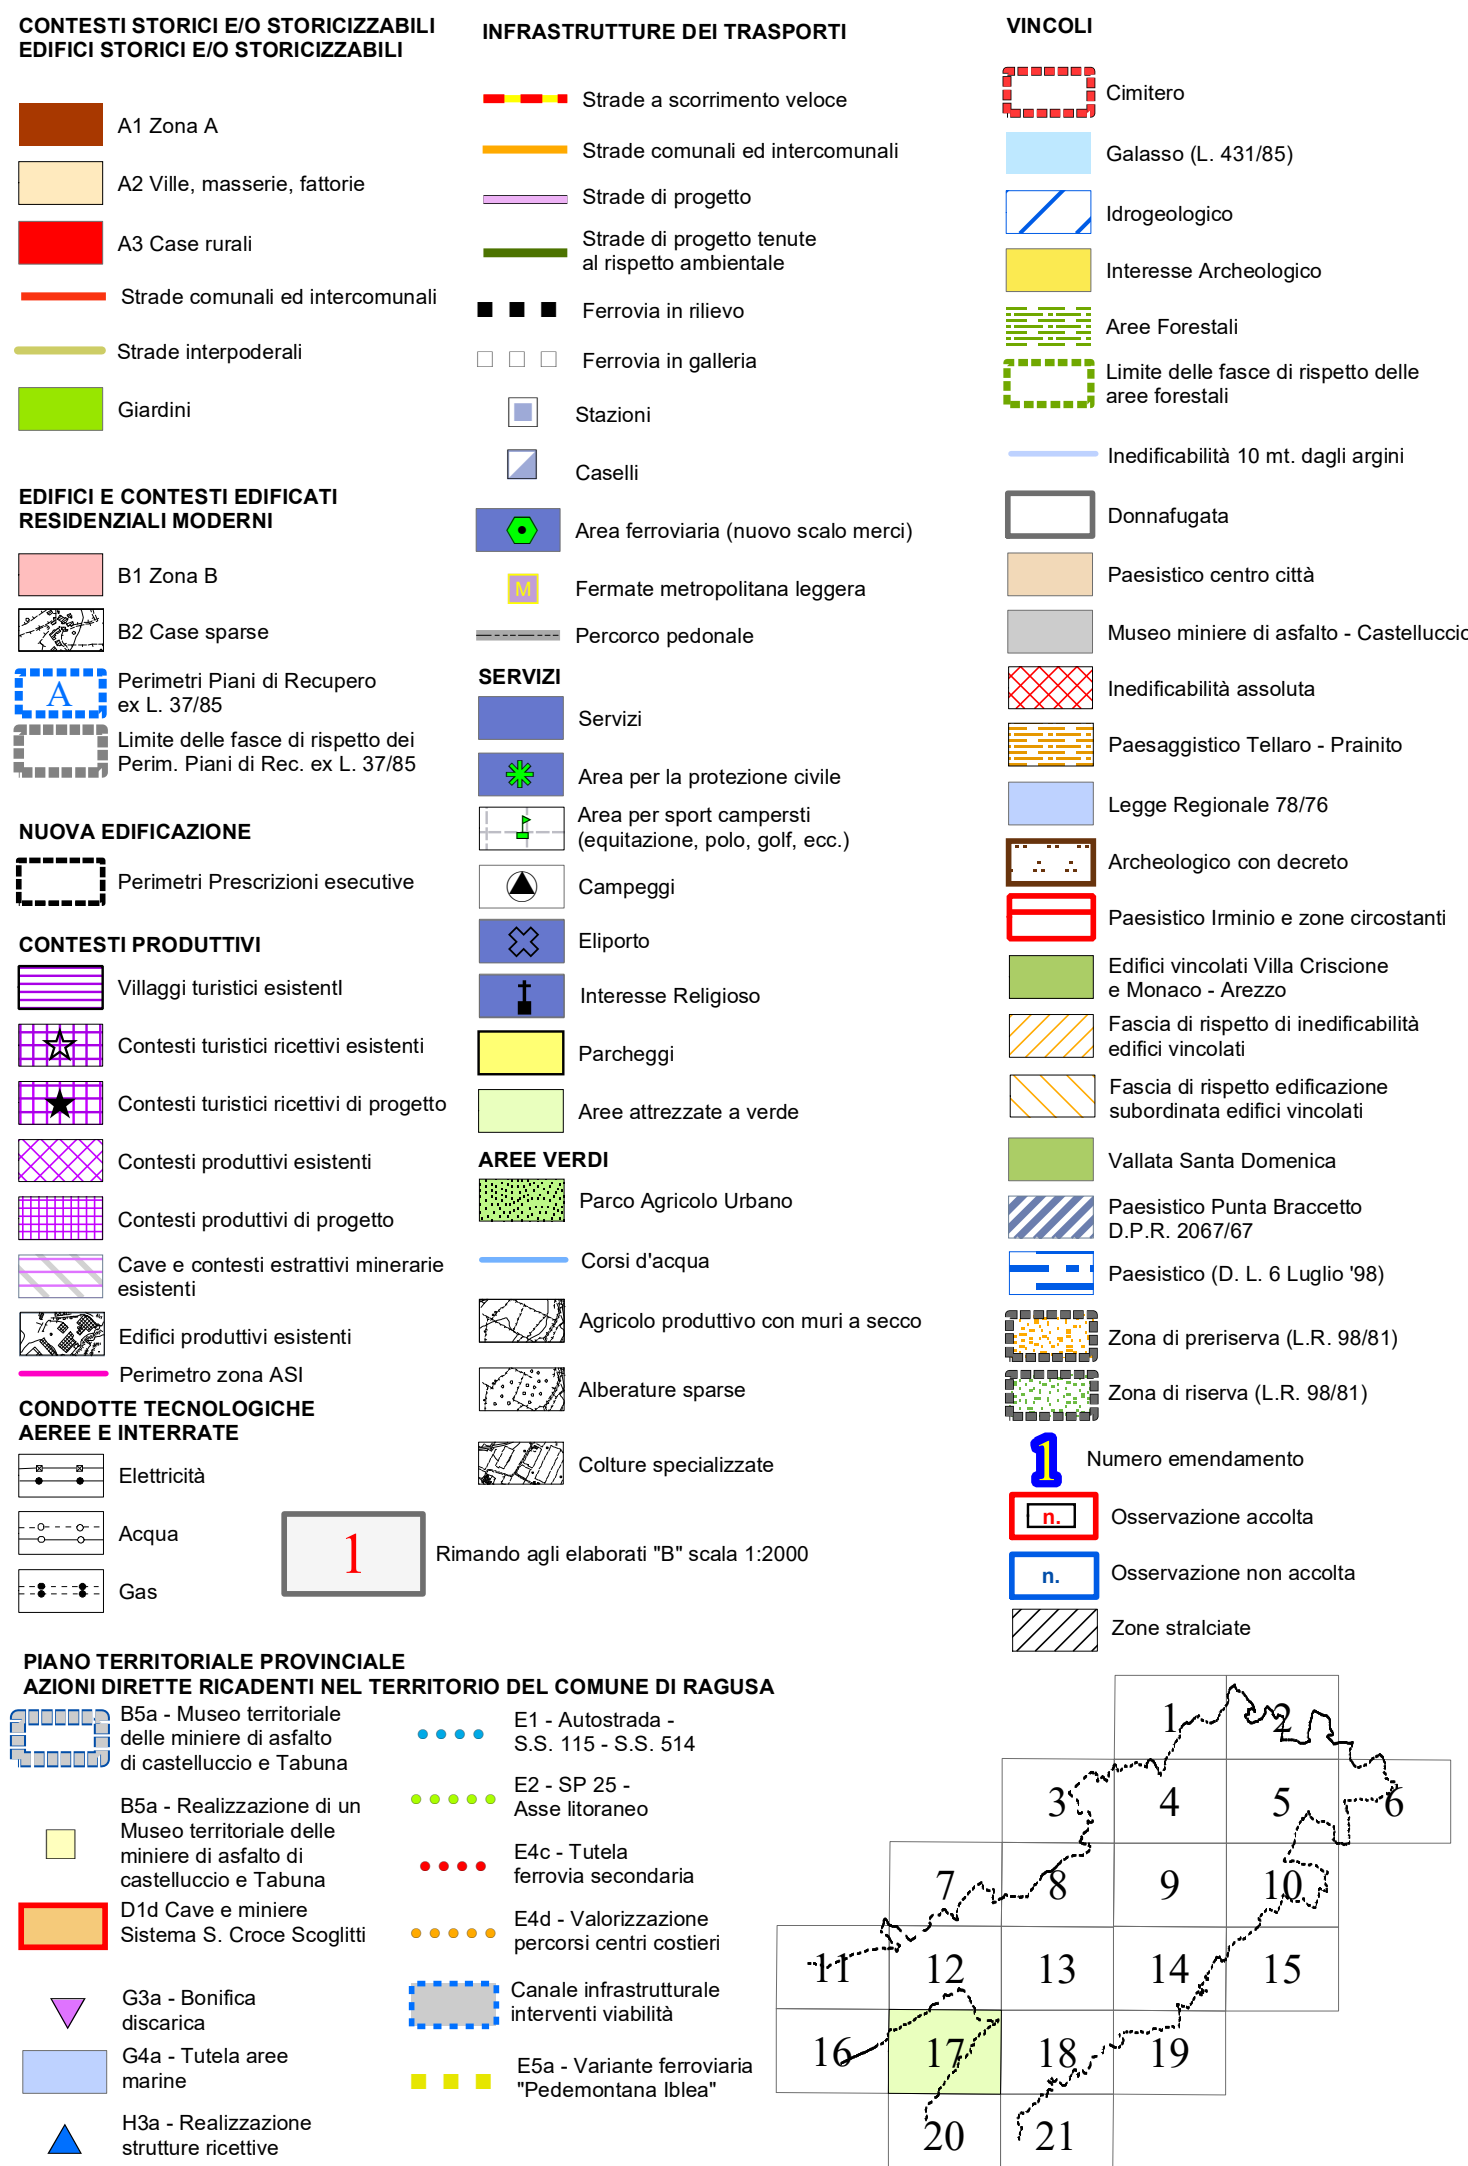 CONTESTI STORICI E/O STORICIZZABILI
EDIFICI STORICI E/O STORICIZZABILI
A1 Zona A
A2 Ville, masserie, fattorie
A3 Case rurali
Strade comunali ed intercomunali
Strade interpoderali
Giardini
EDIFICI E CONTESTI EDIFICATI
RESIDENZIALI MODERNI
B1 Zona B
B2 Case sparse
A
Perimetri Piani di Recupero
ex L. 37/85
Limite delle fasce di rispetto dei
Perim. Piani di Rec. ex L. 37/85
NUOVA EDIFICAZIONE
Perimetri Prescrizioni esecutive
CONTESTI PRODUTTIVI
Villaggi turistici esistentI
Contesti turistici ricettivi esistenti
Contesti turistici ricettivi di progetto
Contesti produttivi esistenti
Contesti produttivi di progetto
Cave e contesti estrattivi minerarie
esistenti
Edifici produttivi esistenti
Perimetro zona ASI
CONDOTTE TECNOLOGICHE
AEREE E INTERRATE
Elettricità
Acqua
Gas
1
Rimando agli elaborati "B" scala 1:2000
INFRASTRUTTURE DEI TRASPORTI
Strade a scorrimento veloce
Strade comunali ed intercomunali
Strade di progetto
Strade di progetto tenute
al rispetto ambientale
Ferrovia in rilievo
Ferrovia in galleria
Stazioni
Caselli
Area ferroviaria (nuovo scalo merci)
M
Fermate metropolitana leggera
Percorco pedonale
SERVIZI
Servizi
Area per la protezione civile
Area per sport campersti
(equitazione, polo, golf, ecc.)
Campeggi
Eliporto
Interesse Religioso
Parcheggi
Aree attrezzate a verde
AREE VERDI
Parco Agricolo Urbano
Corsi d'acqua
Agricolo produttivo con muri a secco
Alberature sparse
Colture specializzate
VINCOLI
Cimitero
Galasso (L. 431/85)
Idrogeologico
Interesse Archeologico
Aree Forestali
Limite delle fasce di rispetto delle
aree forestali
Inedificabilità 10 mt. dagli argini
Donnafugata
Paesistico centro città
Museo miniere di asfalto - Castelluccio
Inedificabilità assoluta
Paesaggistico Tellaro - Prainito
Legge Regionale 78/76
Archeologico con decreto
Paesistico Irminio e zone circostanti
Edifici vincolati Villa Criscione
e Monaco - Arezzo
Fascia di rispetto di inedificabilità
edifici vincolati
Fascia di rispetto edificazione
subordinata edifici vincolati
Vallata Santa Domenica
Paesistico Punta Braccetto
D.P.R. 2067/67
Paesistico (D. L. 6 Luglio '98)
Zona di preriserva (L.R. 98/81)
Zona di riserva (L.R. 98/81)
1
Numero emendamento
n.
Osservazione accolta
n.
Osservazione non accolta
Zone stralciate
PIANO TERRITORIALE PROVINCIALE
AZIONI DIRETTE RICADENTI NEL TERRITORIO DEL COMUNE DI RAGUSA
B5a - Museo territoriale
delle miniere di asfalto
di castelluccio e Tabuna
B5a - Realizzazione di un
Museo territoriale delle
miniere di asfalto di
castelluccio e Tabuna
D1d Cave e miniere
Sistema S. Croce Scoglitti
G3a - Bonifica
discarica
G4a - Tutela aree
marine
H3a - Realizzazione
strutture ricettive
E1 - Autostrada -
S.S. 115 - S.S. 514
E2 - SP 25 -
Asse litoraneo
E4c - Tutela
ferrovia secondaria
E4d - Valorizzazione
percorsi centri costieri
Canale infrastrutturale
interventi viabilità
E5a - Variante ferroviaria
"Pedemontana Iblea"
1 2
3 4 5 6
7 8 9 10
11 12 13 14 15
16 17 18 19
20 21